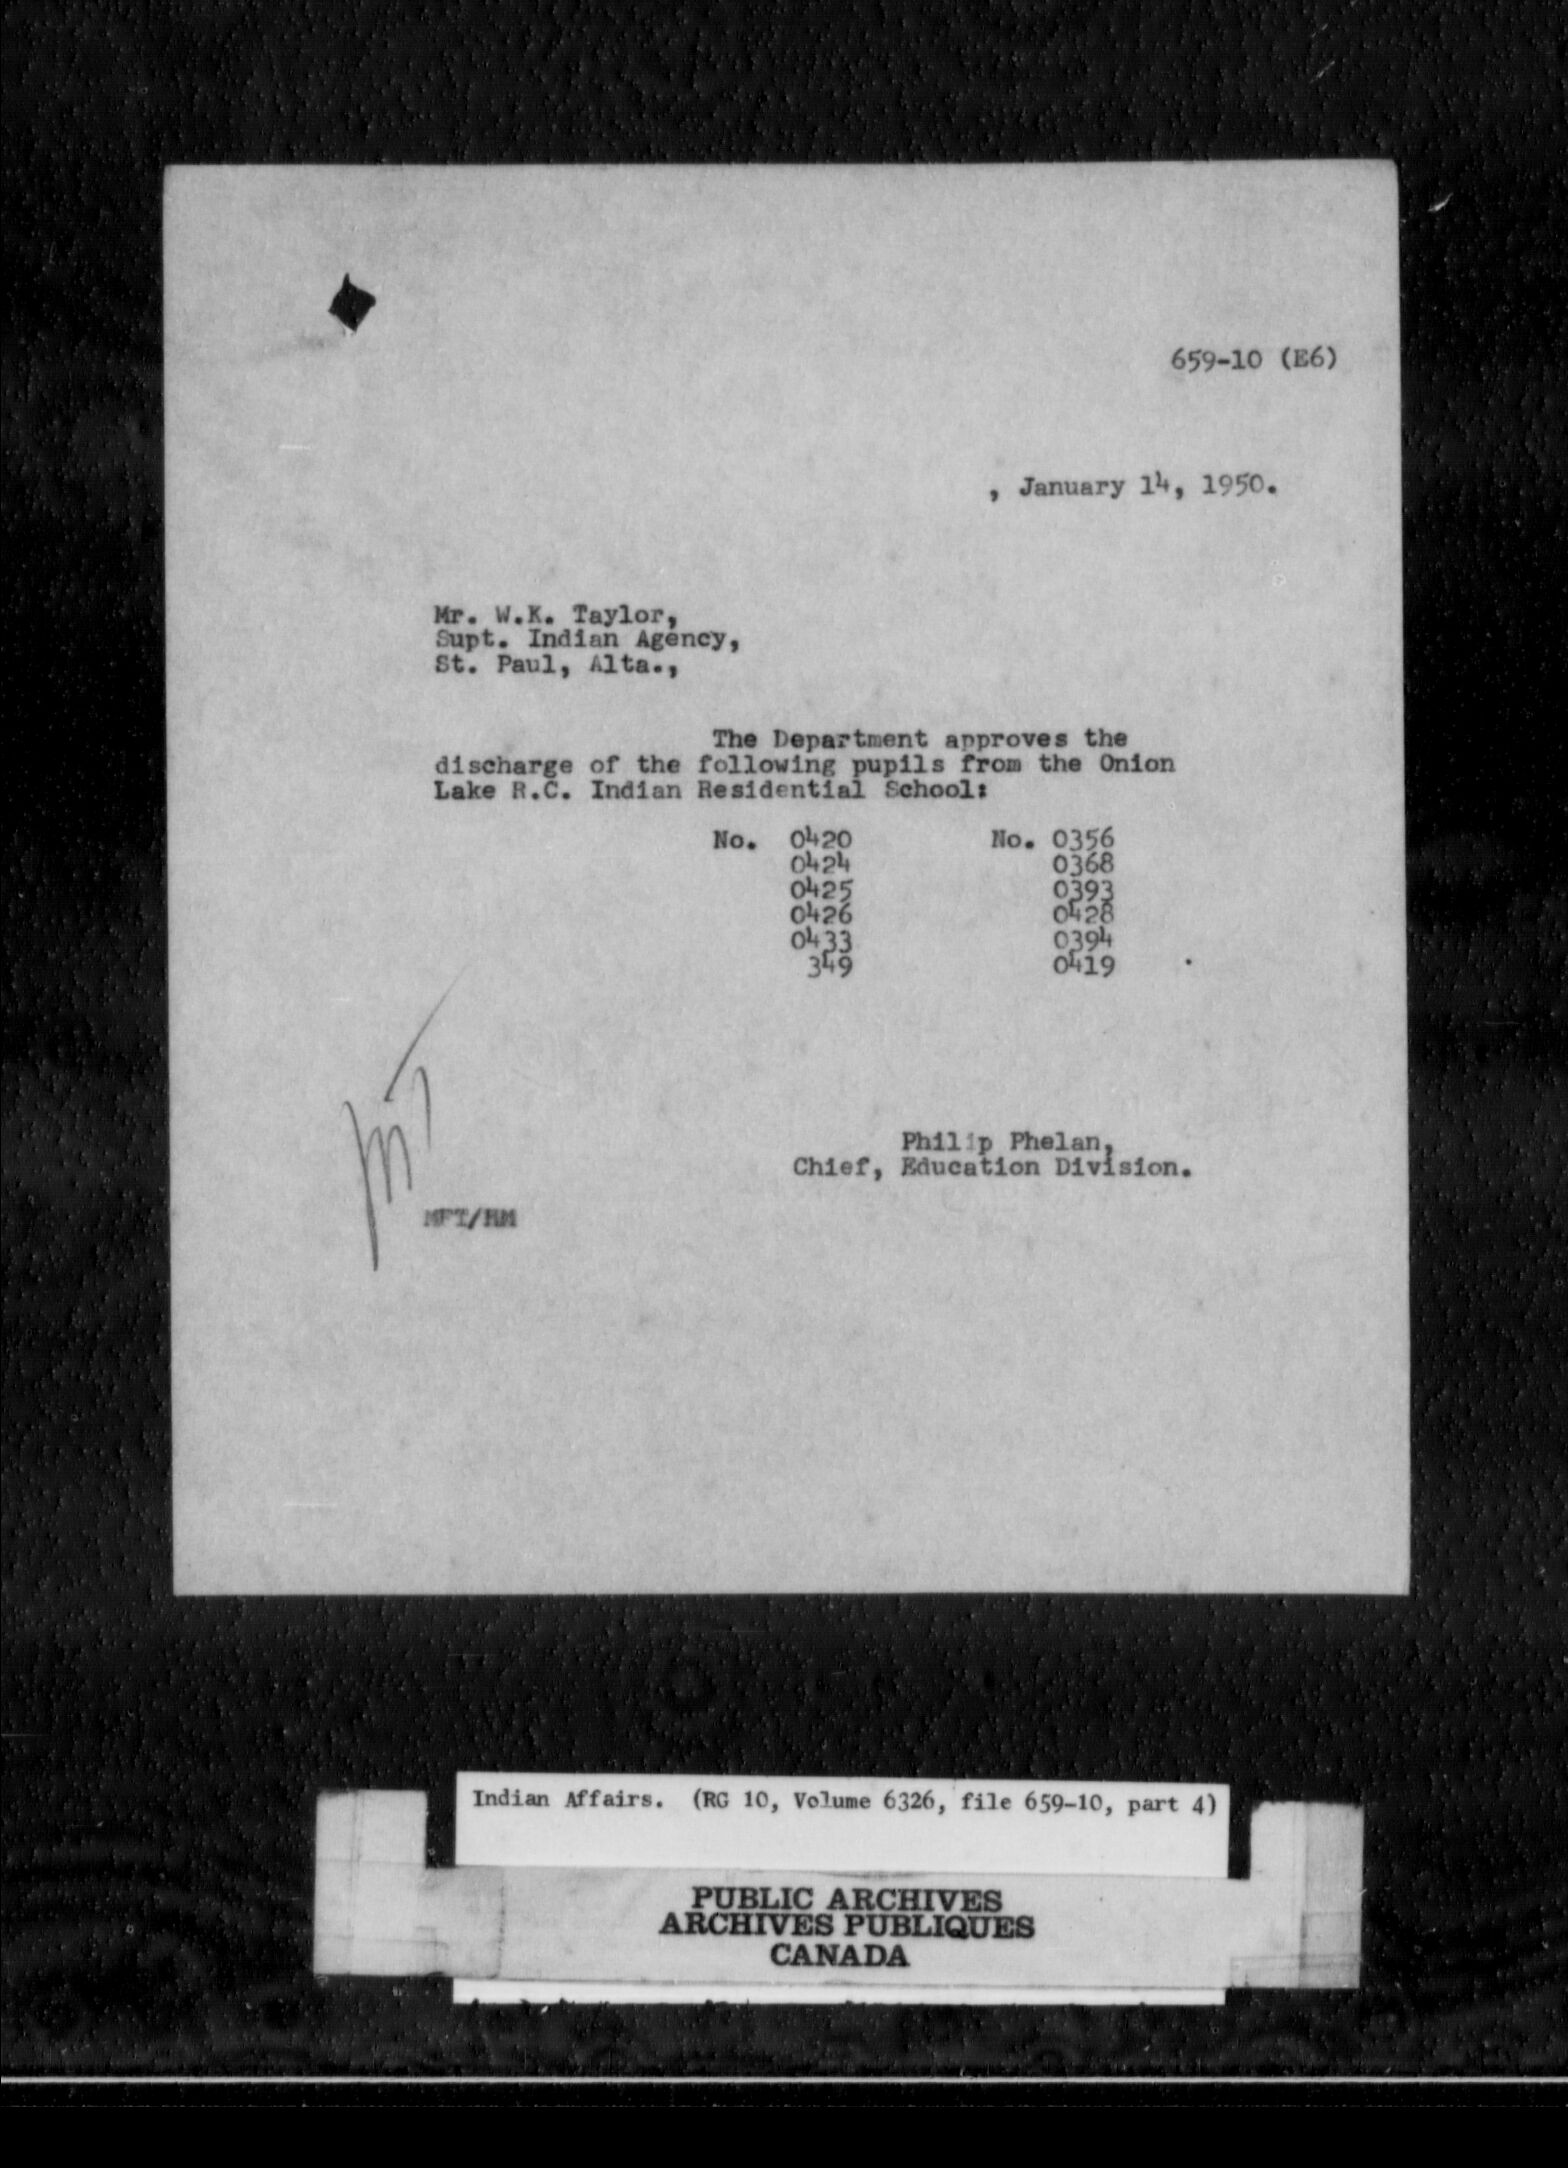 659-10 (E6)
, January 14, 1950.
Mr. W.K. Taylor,
Supt. Indian Agency,
St. Paul, Alta.,
The Department approves the
discharge of the following pupils from the Onion
Lake R.C. Indian Residential School:
No. 0420 No. 0356
0424 0368
0425 0393
0426 0428
0433 0394
349 0419
Philip Phelan,
Chief, Education Division.
MFT/HM
Indian Affairs. (RG 10, Volume 6326, file 659-10, part 4)
PUBLIC ARCHIVES
ARCHIVES PUBLIQUES
CANADA